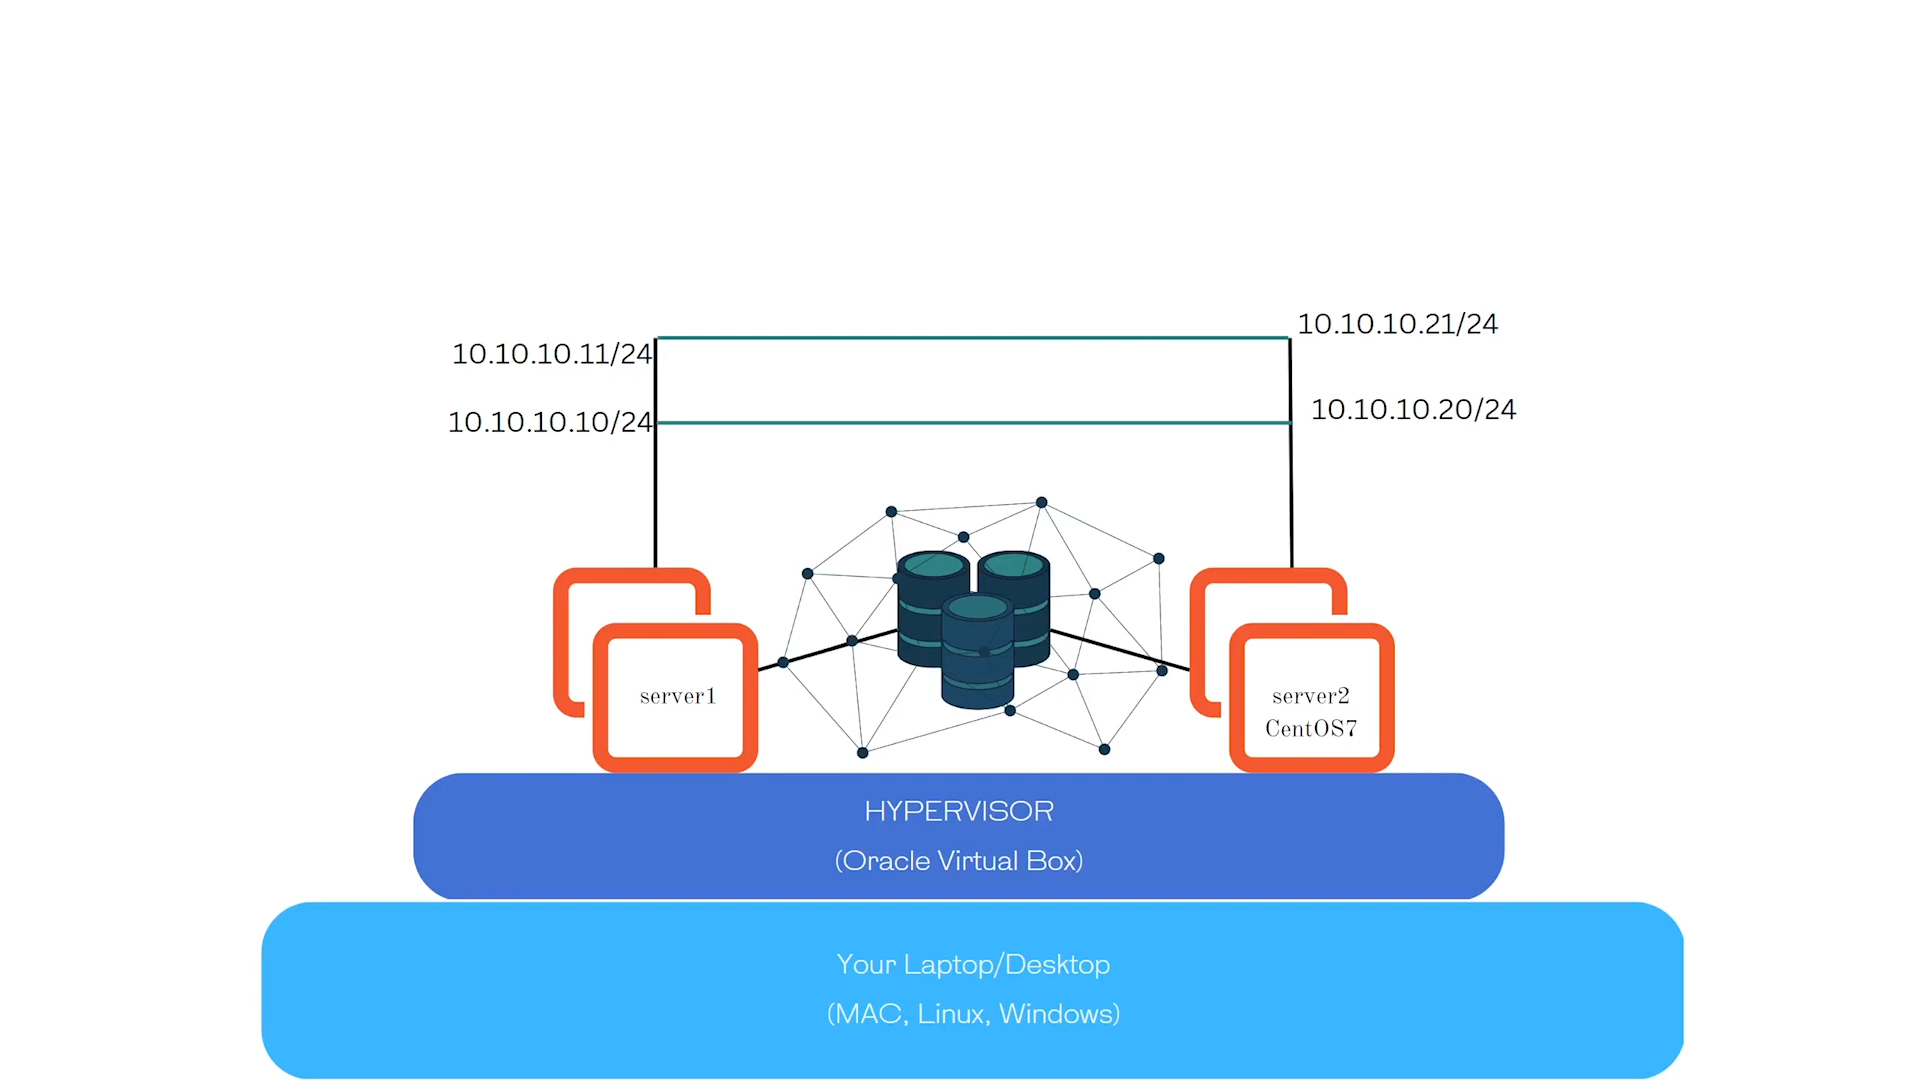 10.10.10.21/24
10.10.10.11/24
10.10.10.20/24
10.10.10.10/24
server1
server2
CentOS7
HYPERVISOR
(Oracle Virtual Box)
Your Laptop/Desktop
(MAC, Linux, Windows)